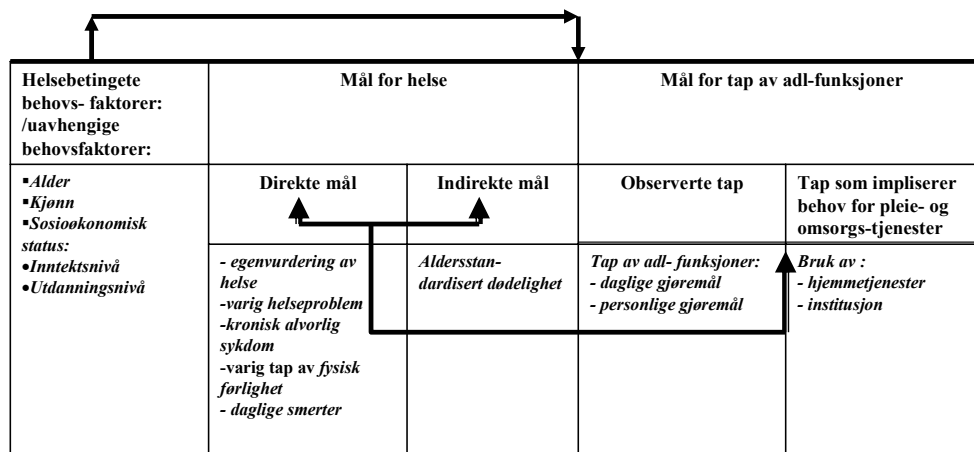 Helsebetingete
behovs- faktorer:
/uavhengige
behovsfaktorer:
Mål for helse
Mål for tap av adl-funksjoner
▪Alder
▪Kjønn
▪Sosioøkonomisk
status:
•Inntektsnivå
•Utdanningsnivå
Direkte mål
Indirekte mål
Observerte tap
Tap som impliserer
behov for pleie- og
omsorgs-tjenester
- egenvurdering av
helse
-varig helseproblem
-kronisk alvorlig
sykdom
-varig tap av fysisk
førlighet
- daglige smerter
Aldersstan-
dardisert dødelighet
Tap av adl- funksjoner:
- daglige gjøremål
- personlige gjøremål
Bruk av :
- hjemmetjenester
- institusjon